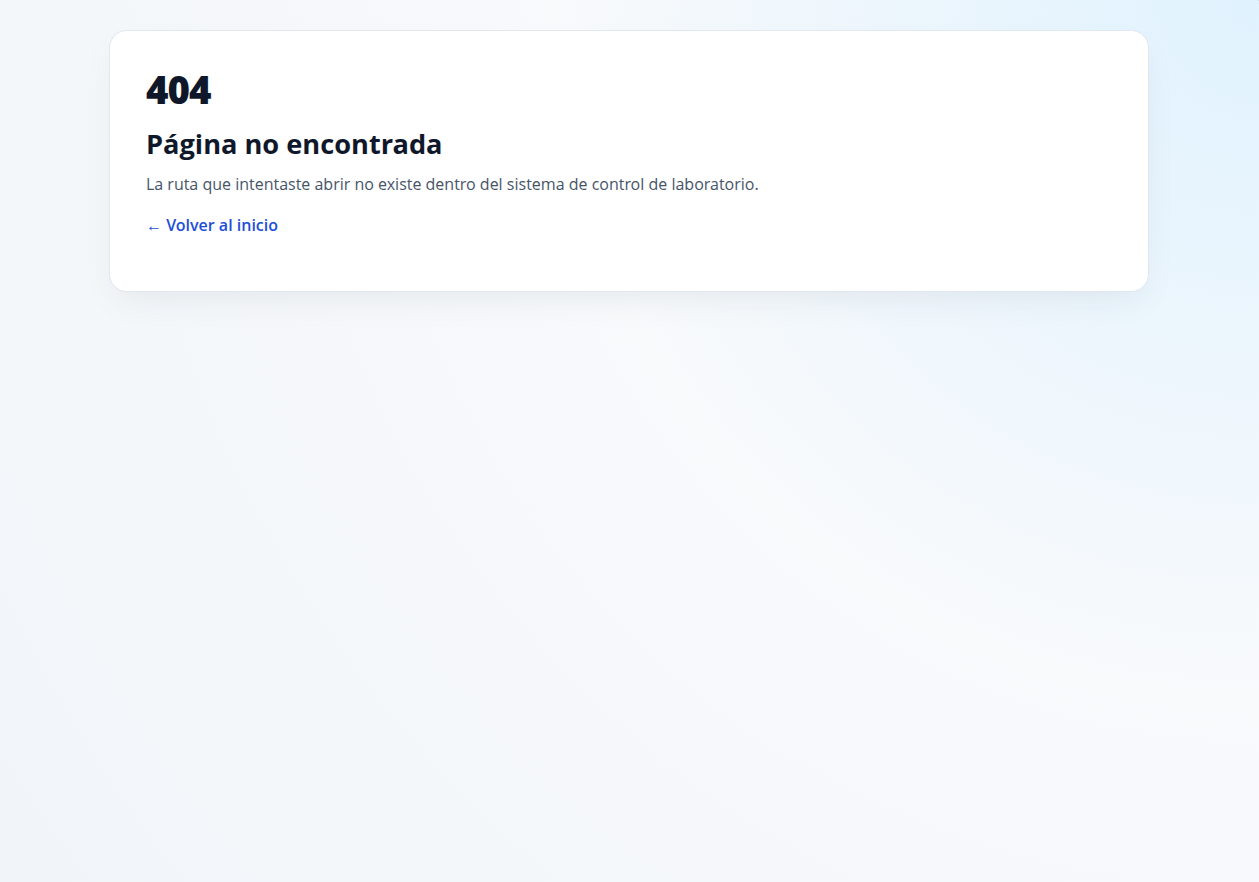 404
Página no encontrada
La ruta que intentaste abrir no existe dentro del sistema de control de laboratorio.
← Volver al inicio